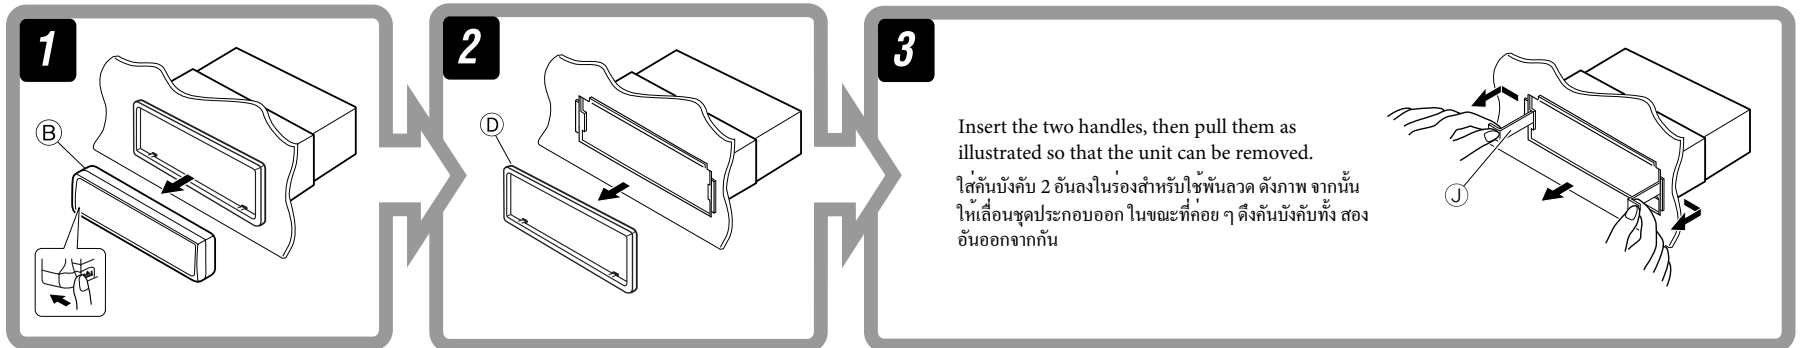 1
B
2
D
3
Insert the two handles, then pull them as
illustrated so that the unit can be removed.
ใส่คันบังคับ 2 อันลงในร่องสำหรับใช้พันลวด ดังภาพ จากนั้น
ให้เลื่อนชุดประกอบออก ในขณะที่ค่อย ๆ ดึงคันบังคับทั้ง สอง
อันออกจากกัน
J